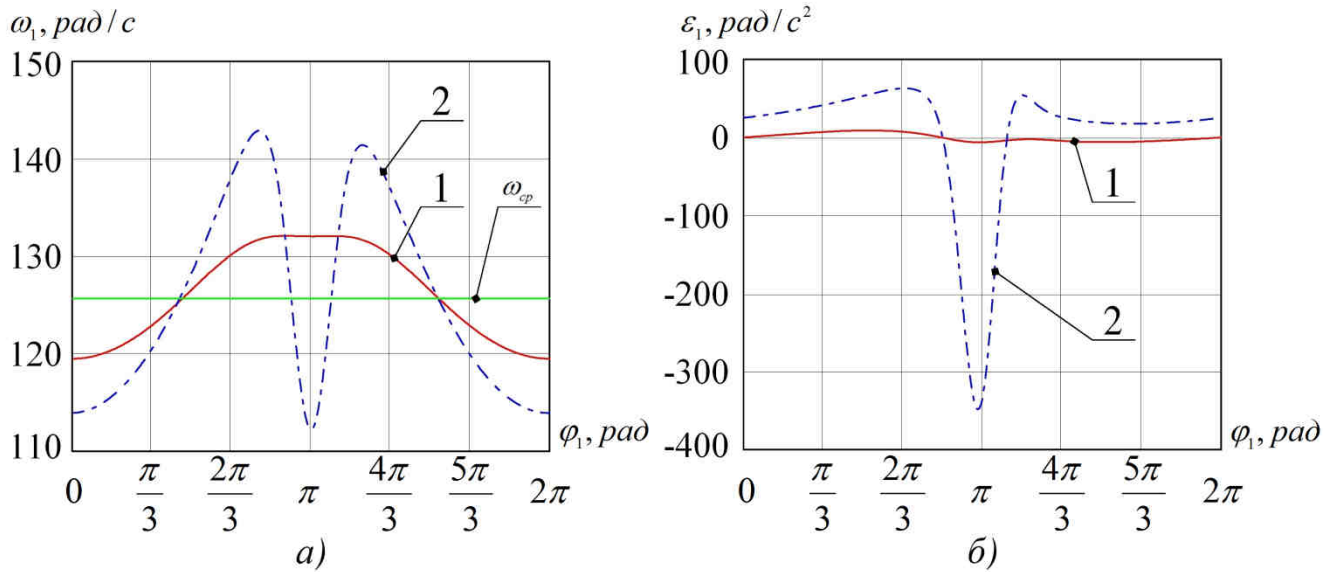 ω₁, рад/с
150
140
130
120
110
2
1
ω_ср
φ₁, рад
0 π/3 2π/3 π 4π/3 5π/3 2π
а)
ε₁, рад/с²
100
0
-100
-200
-300
-400
1
2
φ₁, рад
0 π/3 2π/3 π 4π/3 5π/3 2π
б)